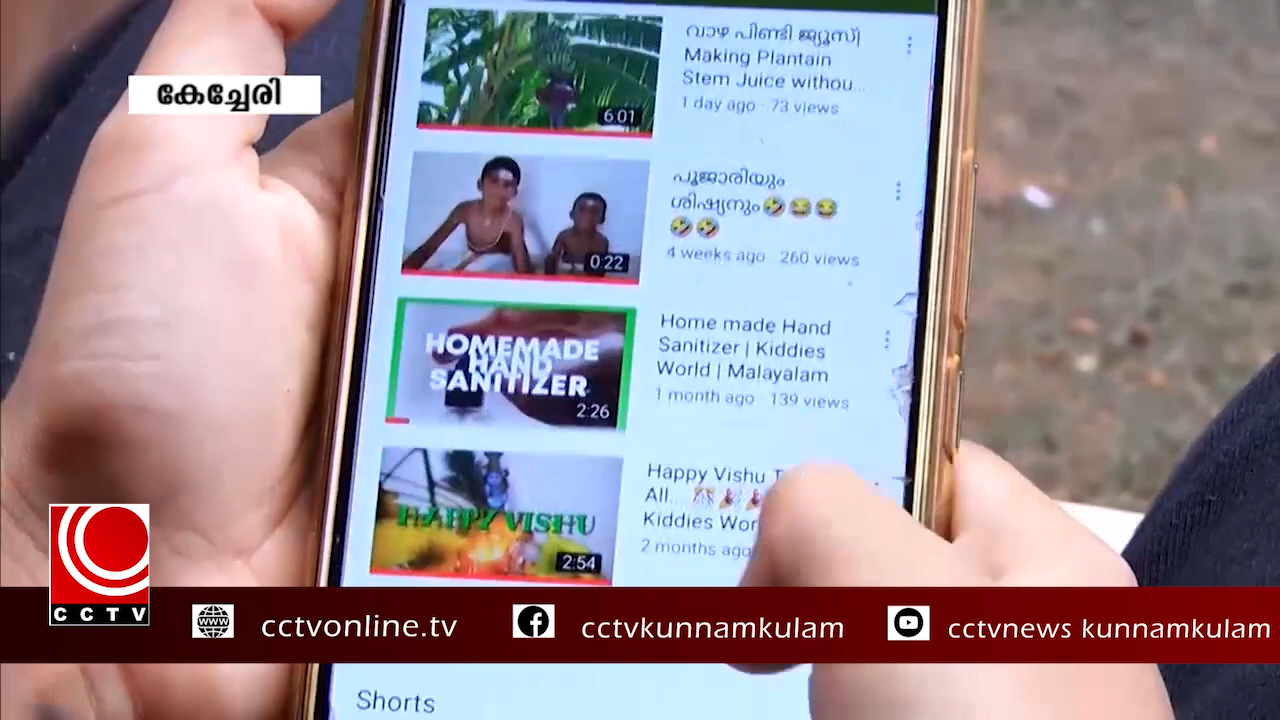 വാഴ പിണ്ടി ജ്യൂസ്|
Making Plantain
Stem Juice withou...
1 day ago · 73 views
6:01
കേച്ചേരി
പൂജാരിയും
ശിഷ്യനും🤣😂😂
🤣🤣
4 weeks ago · 260 views
0:22
HOMEMADE
HAND
SANITIZER
2:26
Home made Hand
Sanitizer | Kiddies
World | Malayalam
1 month ago · 139 views
HAPPY VISHU
2:54
Happy Vishu
All...
Kiddies
2 months ago
CCTV
cctvonline.tv
cctvkunnamkulam
cctvnews kunnamkulam
Shorts